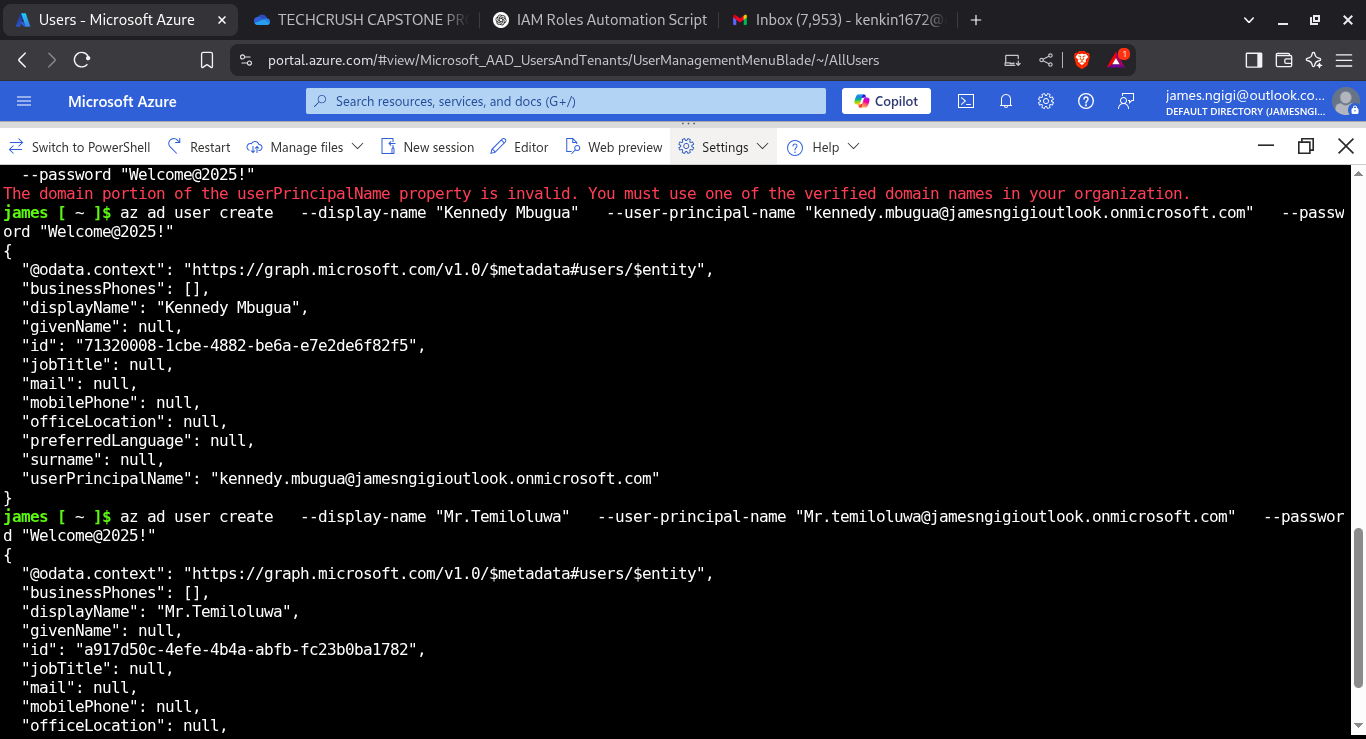 Users - Microsoft Azure
TECHCRUSH CAPSTONE PRO
IAM Roles Automation Script
Inbox (7,953) - kenkin1672@
portal.azure.com/#view/Microsoft_AAD_UsersAndTenants/UserManagementMenuBlade/~/AllUsers
1
Microsoft Azure
Search resources, services, and docs (G+/)
Copilot
james.ngigi@outlook.co...
DEFAULT DIRECTORY (JAMESNGI...
Switch to PowerShell
Restart
Manage files
New session
Editor
Web preview
Settings
Help
--password "Welcome@2025!"
The domain portion of the userPrincipalName property is invalid. You must use one of the verified domain names in your organization.
james [ ~ ]$ az ad user create   --display-name "Kennedy Mbugua"   --user-principal-name "kennedy.mbugua@jamesngigioutlook.onmicrosoft.com"   --passw
ord "Welcome@2025!"
{
  "@odata.context": "https://graph.microsoft.com/v1.0/$metadata#users/$entity",
  "businessPhones": [],
  "displayName": "Kennedy Mbugua",
  "givenName": null,
  "id": "71320008-1cbe-4882-be6a-e7e2de6f82f5",
  "jobTitle": null,
  "mail": null,
  "mobilePhone": null,
  "officeLocation": null,
  "preferredLanguage": null,
  "surname": null,
  "userPrincipalName": "kennedy.mbugua@jamesngigioutlook.onmicrosoft.com"
}
james [ ~ ]$ az ad user create   --display-name "Mr.Temiloluwa"   --user-principal-name "Mr.temiloluwa@jamesngigioutlook.onmicrosoft.com"   --passwor
d "Welcome@2025!"
{
  "@odata.context": "https://graph.microsoft.com/v1.0/$metadata#users/$entity",
  "businessPhones": [],
  "displayName": "Mr.Temiloluwa",
  "givenName": null,
  "id": "a917d50c-4efe-4b4a-abfb-fc23b0ba1782",
  "jobTitle": null,
  "mail": null,
  "mobilePhone": null,
  "officeLocation": null,